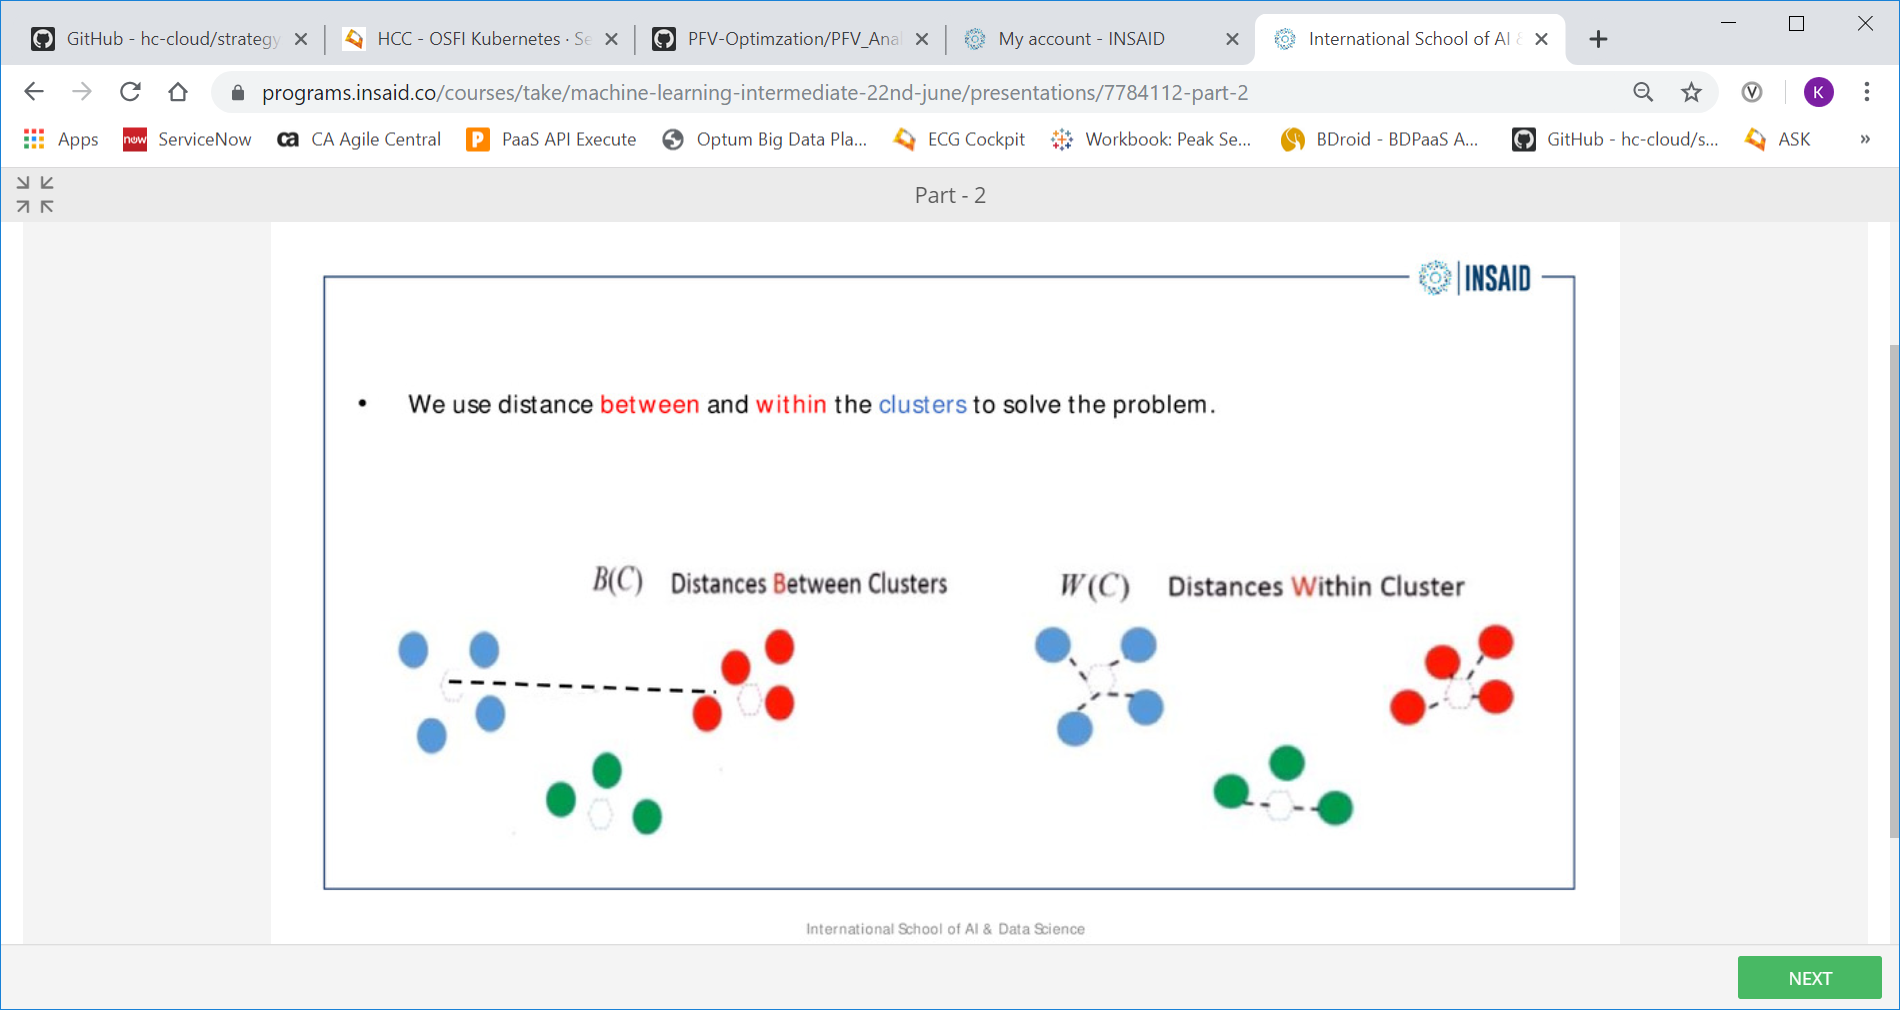 GitHub - hc-cloud/strategy
HCC - OSFI Kubernetes · Se
PFV-Optimzation/PFV_Anal
My account - INSAID
International School of AI &
programs.insaid.co/courses/take/machine-learning-intermediate-22nd-june/presentations/7784112-part-2
K
Apps
now ServiceNow
ca CA Agile Central
P PaaS API Execute
Optum Big Data Pla...
ECG Cockpit
Workbook: Peak Se...
BDroid - BDPaaS A...
GitHub - hc-cloud/s...
ASK
»
Part - 2
INSAID
• We use distance between and within the clusters to solve the problem.
B(C) Distances Between Clusters
W(C) Distances Within Cluster
International School of AI & Data Science
NEXT